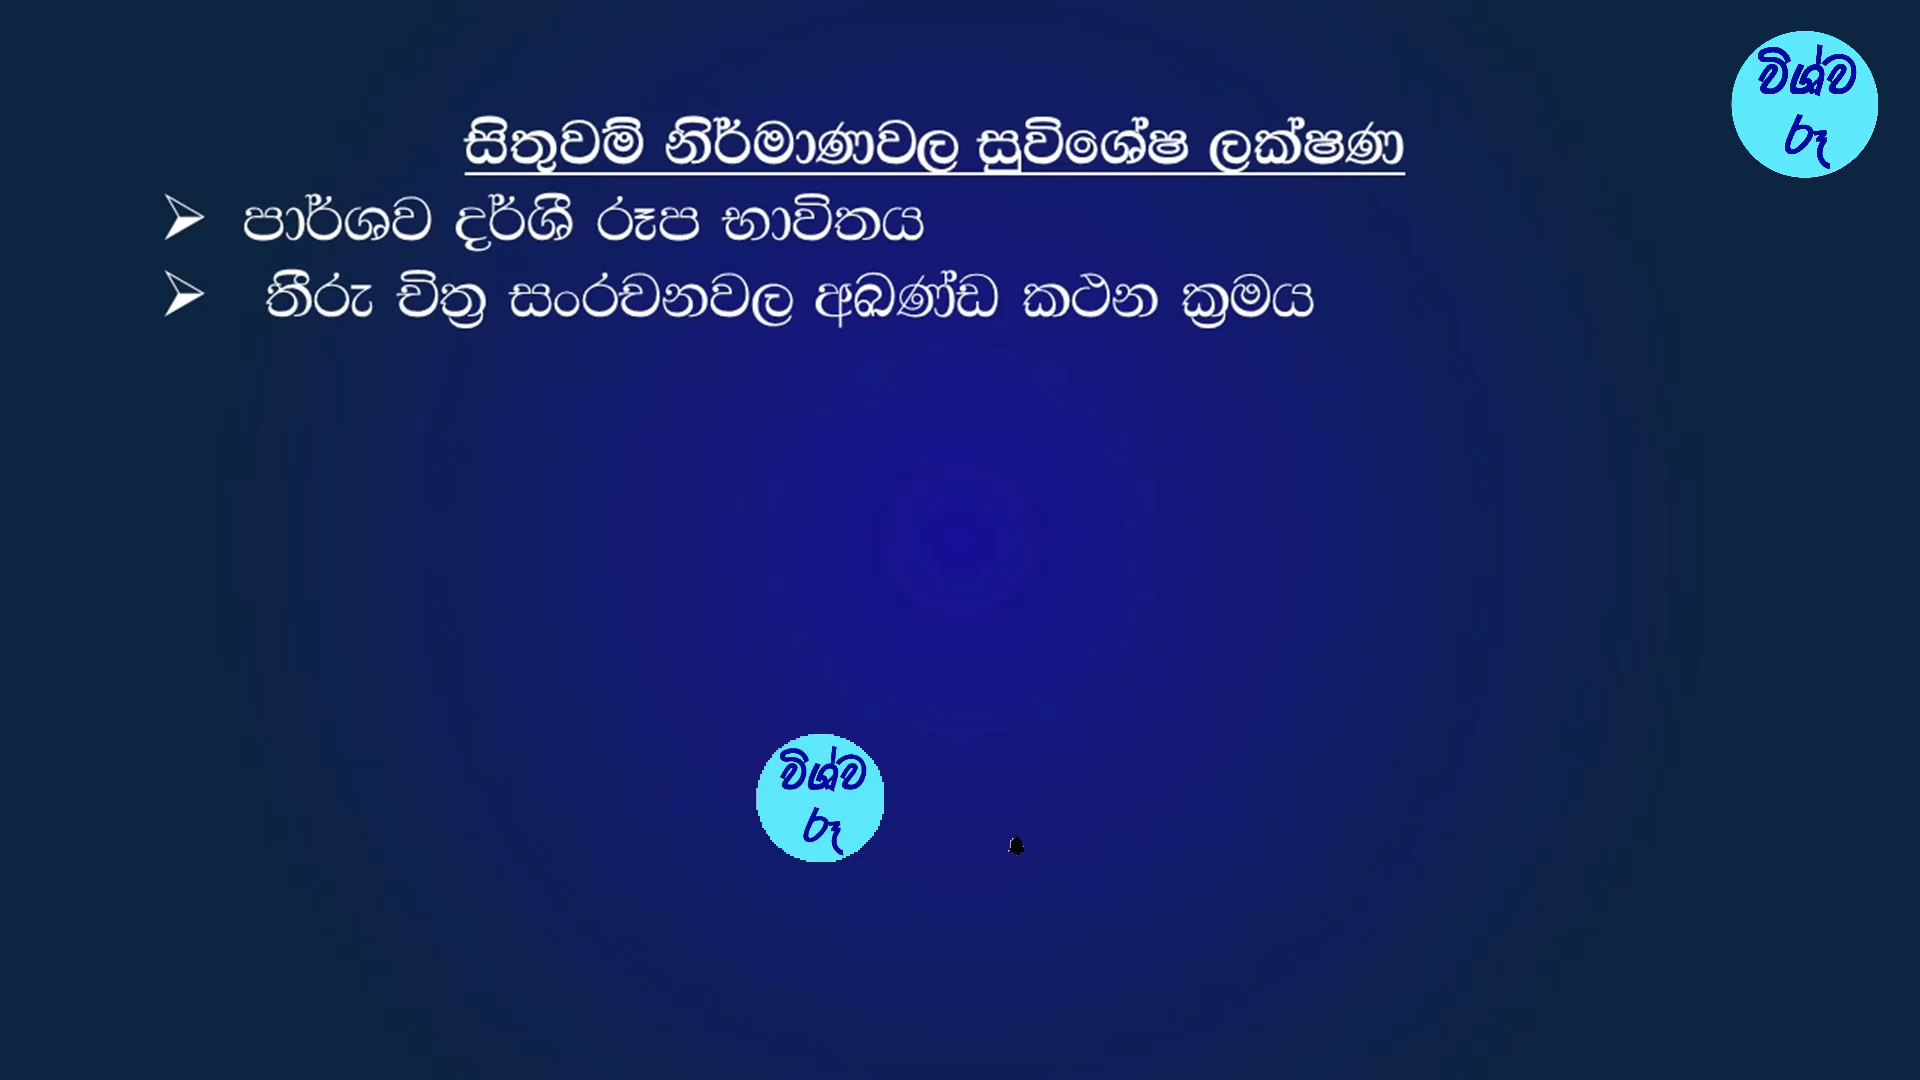 විශ්ව
රූ
සිතුවම් නිර්මාණවල සුවිශේෂ ලක්ෂණ
➢ පාර්ශව දර්ශී රූප භාවිතය
➢ තීරු චිත්‍ර සංරචනවල අඛණ්ඩ කථන ක්‍රමය
විශ්ව
රූ